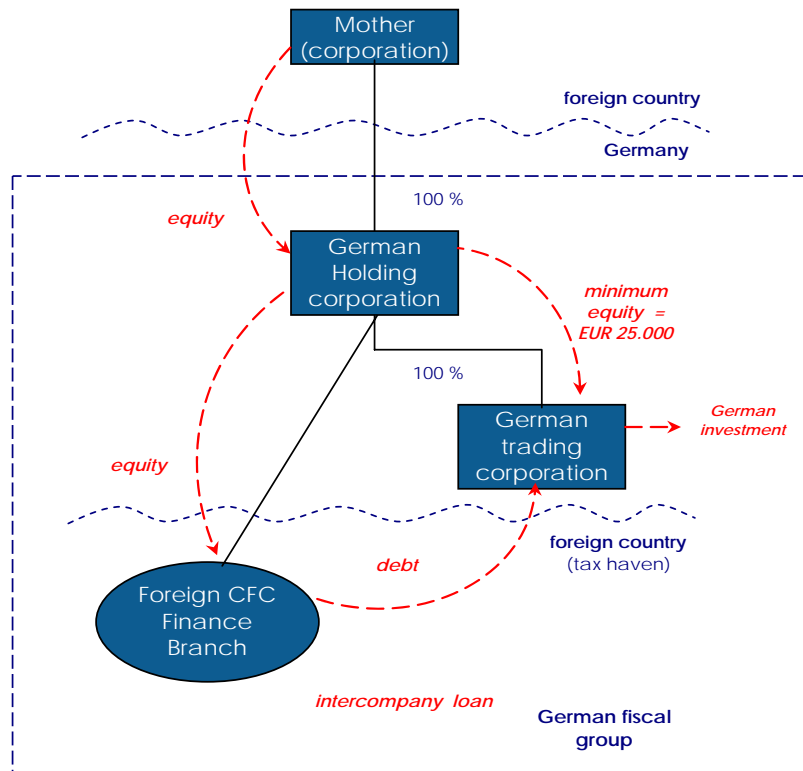 Mother
(corporation)
foreign country
Germany
100 %
equity
German
Holding
corporation
minimum
equity =
EUR 25.000
100 %
German
trading
corporation
German
investment
equity
foreign country
(tax haven)
debt
Foreign CFC
Finance
Branch
intercompany loan
German fiscal
group